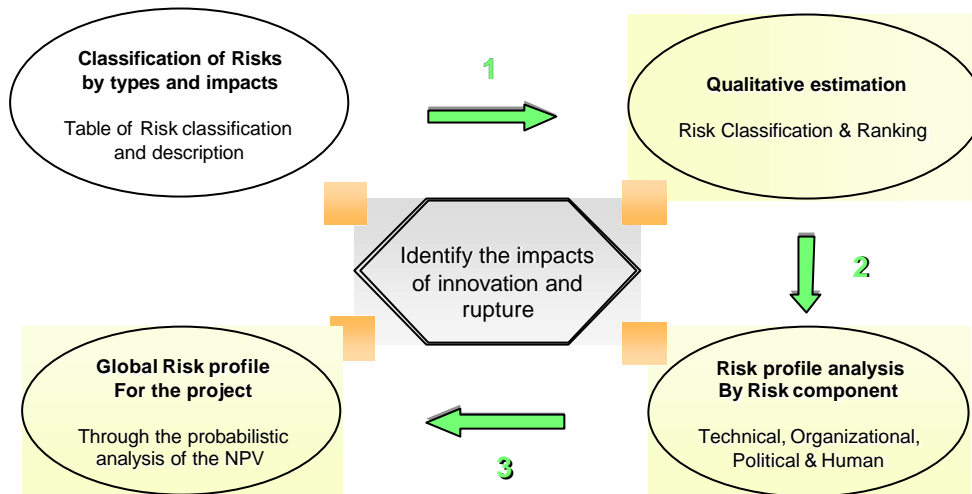 Classification of Risks
by types and impacts
Table of Risk classification
and description
1
Qualitative estimation
Risk Classification & Ranking
Identify the impacts
of innovation and
rupture
2
Global Risk profile
For the project
Through the probabilistic
analysis of the NPV
3
Risk profile analysis
By Risk component
Technical, Organizational,
Political & Human